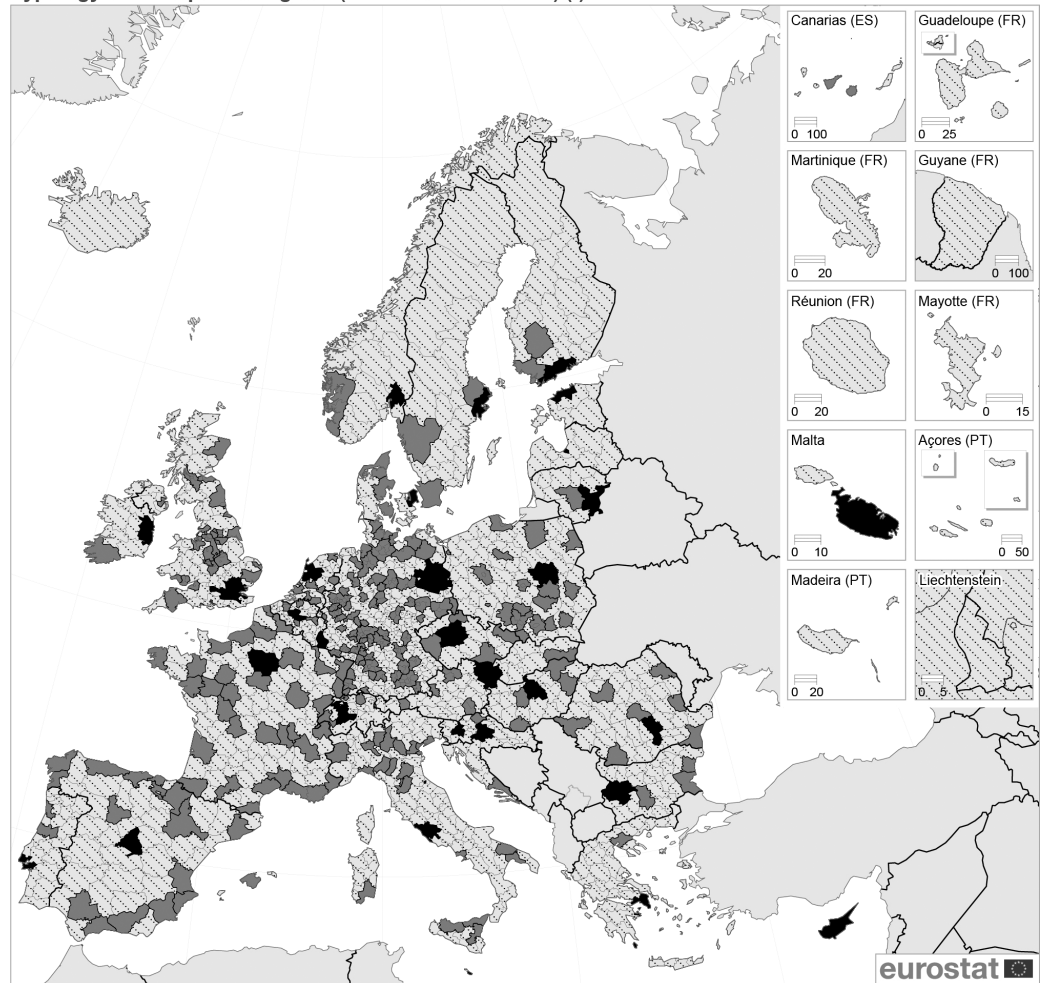 Canarias (ES)
0 100
Guadeloupe (FR)
0 25
Martinique (FR)
0 20
Guyane (FR)
0 100
Réunion (FR)
0 20
Mayotte (FR)
0 15
Malta
0 10
Açores (PT)
0 50
Madeira (PT)
0 20
Liechtenstein
0 5
eurostat